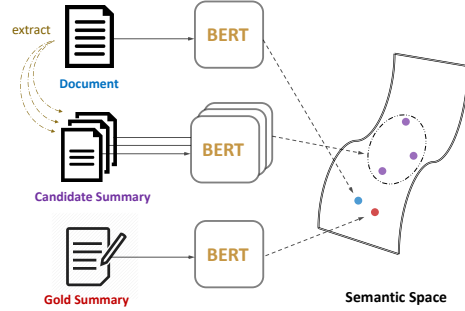 extract
BERT
Document
BERT
Candidate Summary
BERT
Gold Summary
Semantic Space